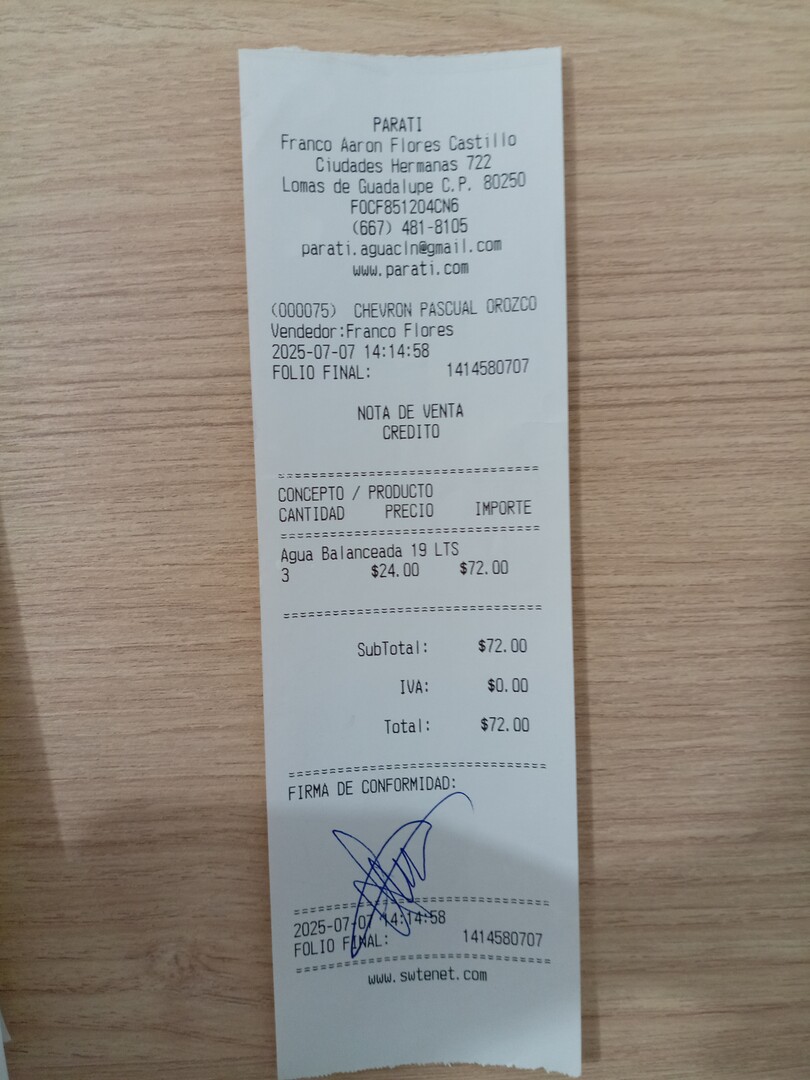 PARATI
Franco Aaron Flores Castillo
Ciudades Hermanas 722
Lomas de Guadalupe C.P. 80250
FOCF851204CN6
(667) 481-8105
parati.aguacln@gmail.com
www.parati.com
(000075) CHEVRON PASCUAL OROZCO
Vendedor:Franco Flores
2025-07-07 14:14:58
FOLIO FINAL: 1414580707
NOTA DE VENTA
CREDITO
CONCEPTO / PRODUCTO
CANTIDAD PRECIO IMPORTE
Agua Balanceada 19 LTS
3 $24.00 $72.00
SubTotal: $72.00
IVA: $0.00
Total: $72.00
FIRMA DE CONFORMIDAD:
2025-07-07 14:14:58
FOLIO FINAL: 1414580707
www.swtenet.com